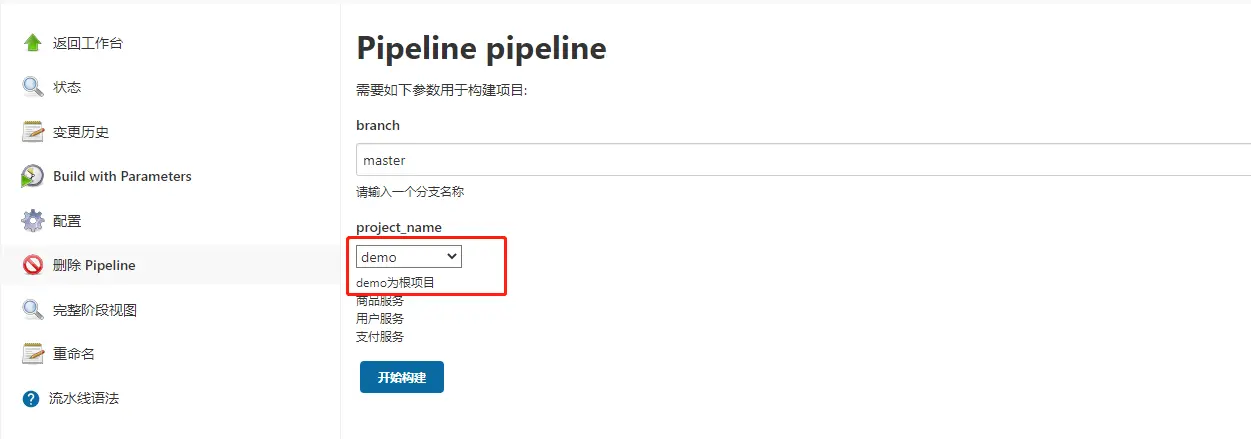 返回工作台
状态
变更历史
Build with Parameters
配置
删除 Pipeline
完整阶段视图
重命名
流水线语法
Pipeline pipeline
需要如下参数用于构建项目:
branch
master
请输入一个分支名称
project_name
demo
demo为根项目
商品服务
用户服务
支付服务
开始构建